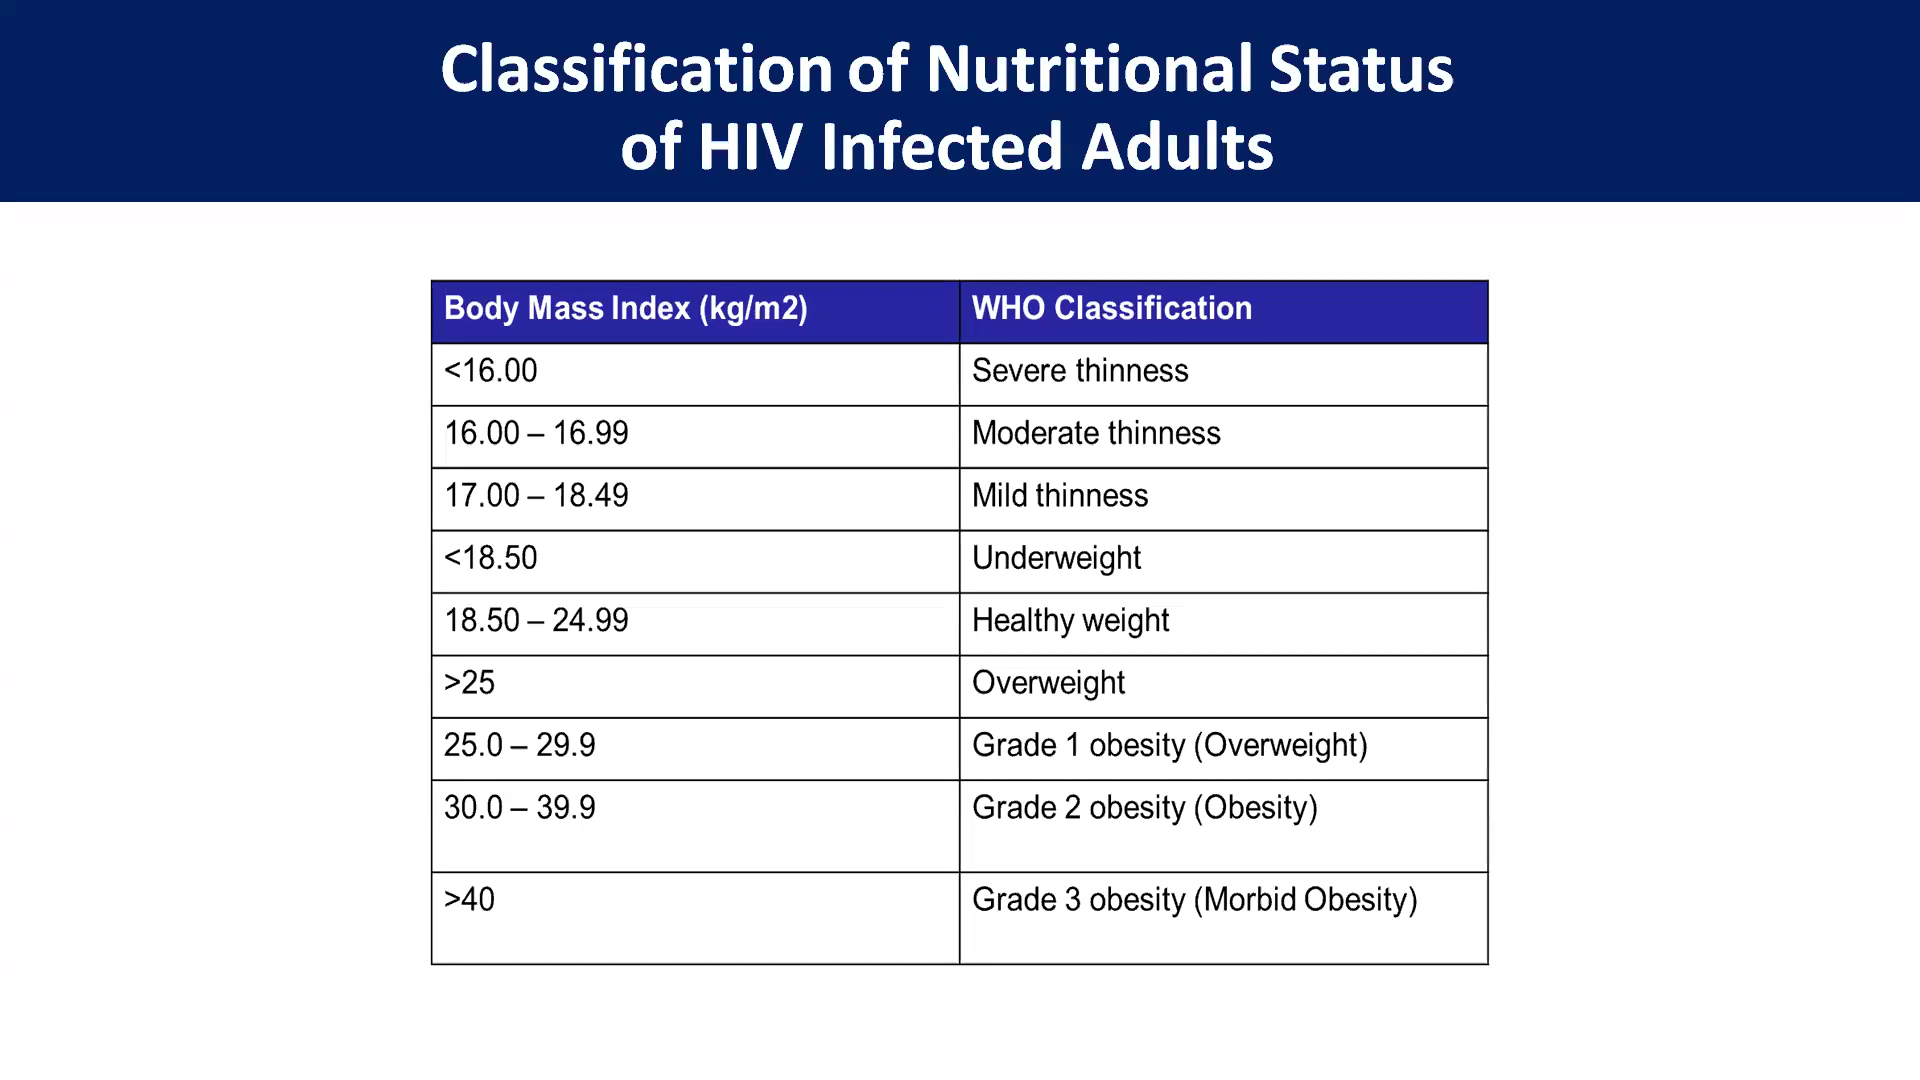 Classification of Nutritional Status
of HIV Infected Adults
Body Mass Index (kg/m2) WHO Classification
<16.00 Severe thinness
16.00 – 16.99 Moderate thinness
17.00 – 18.49 Mild thinness
<18.50 Underweight
18.50 – 24.99 Healthy weight
>25 Overweight
25.0 – 29.9 Grade 1 obesity (Overweight)
30.0 – 39.9 Grade 2 obesity (Obesity)
>40 Grade 3 obesity (Morbid Obesity)